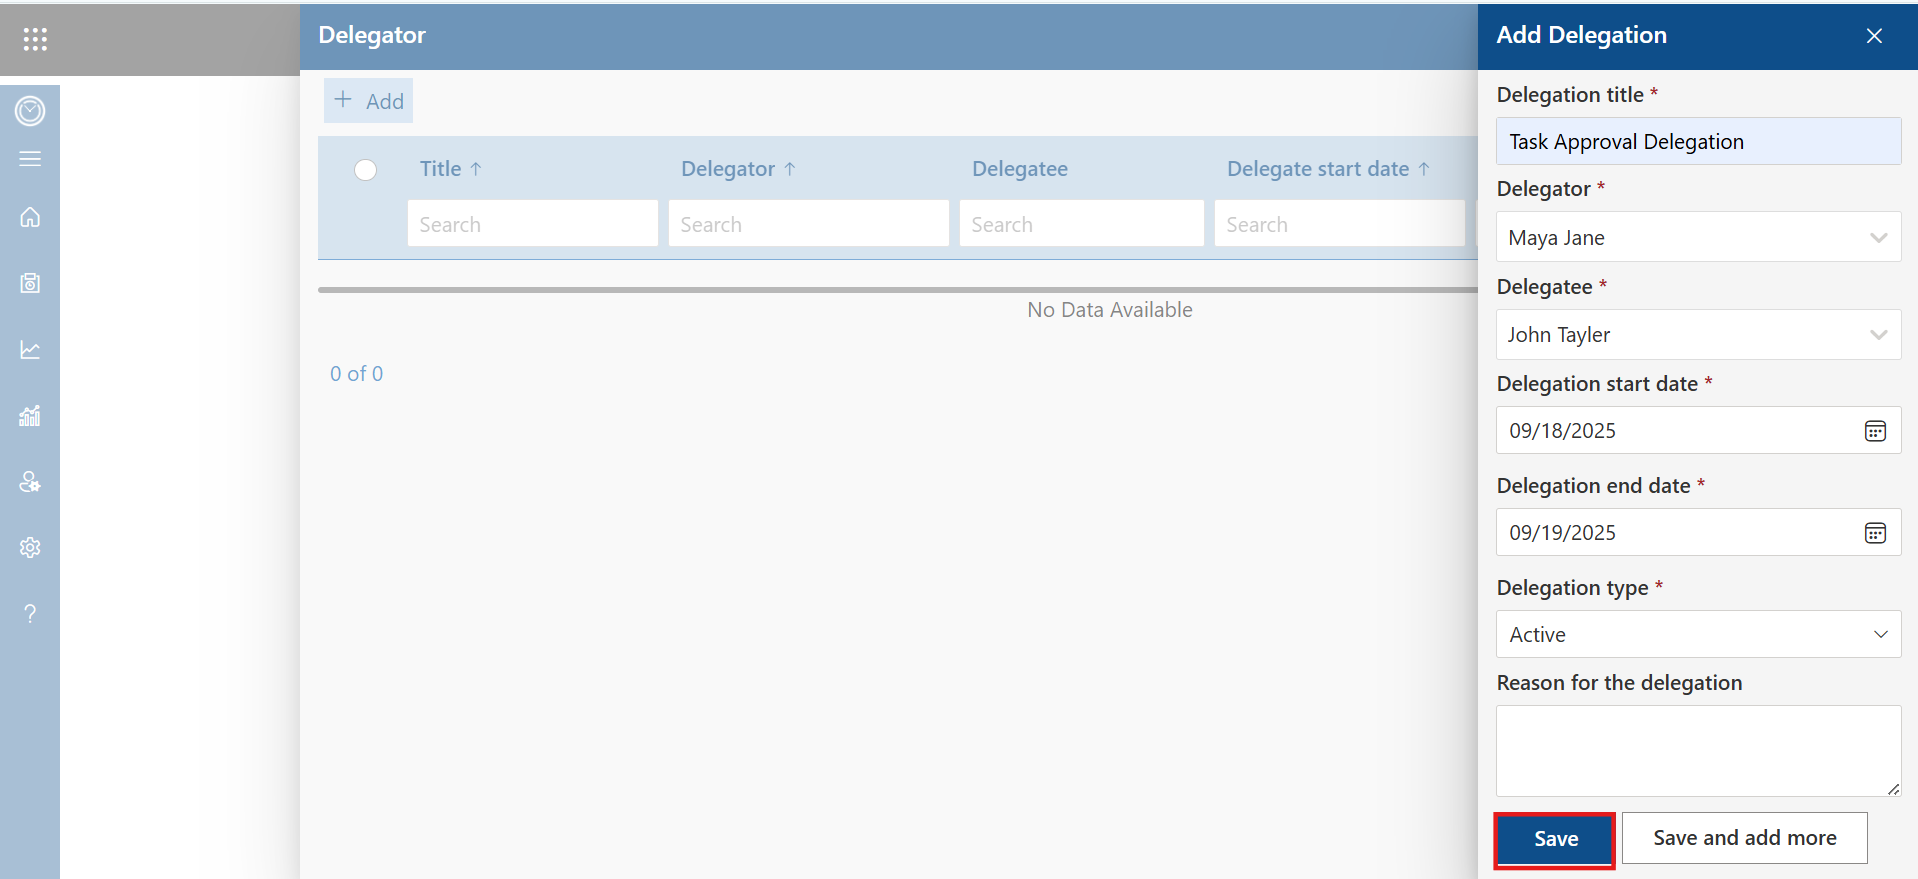 Delegator
+ Add
Title ↑ Delegator ↑ Delegatee Delegate start date ↑
Search Search Search Search
No Data Available
0 of 0
Add Delegation
Delegation title *
Task Approval Delegation
Delegator *
Maya Jane
Delegatee *
John Tayler
Delegation start date *
09/18/2025
Delegation end date *
09/19/2025
Delegation type *
Active
Reason for the delegation
Save Save and add more